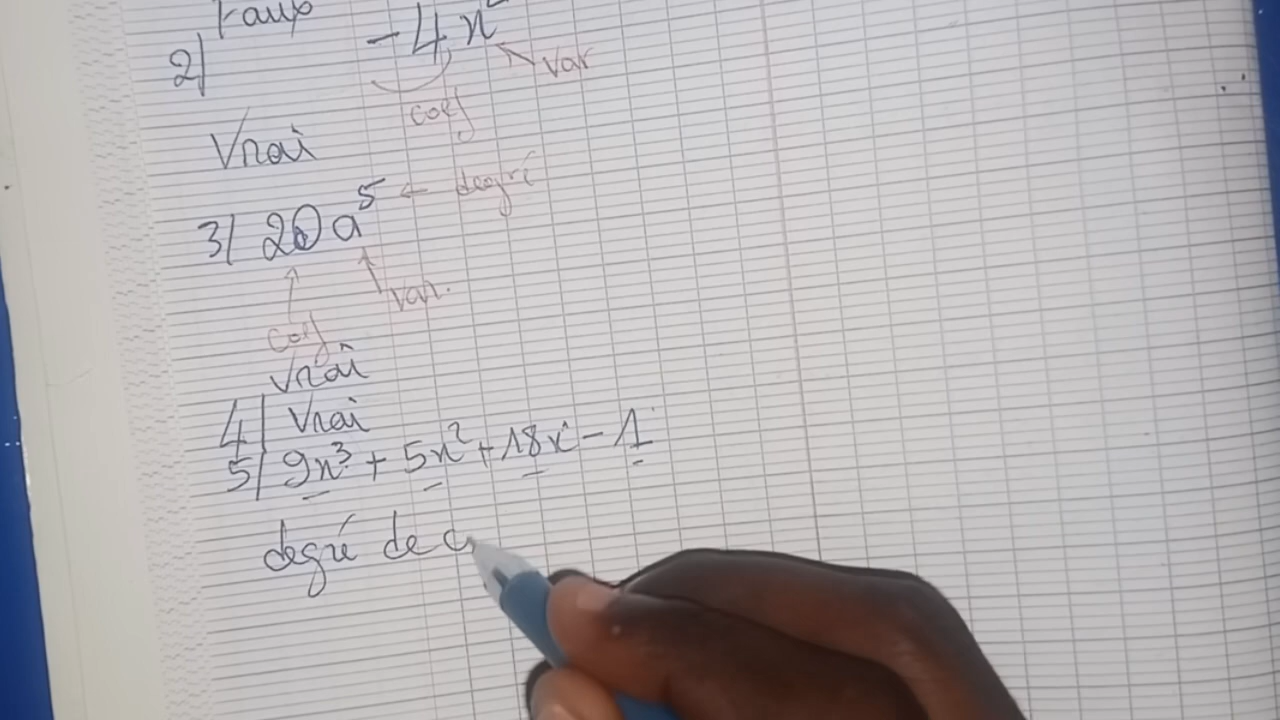 Faux
2) -4x²
var
coef
Vrai
3) 20a⁵ ← degré
var.
coef
Vrai
4) Vrai
5) 9x³ + 5x² + 18x - 1
degré de c